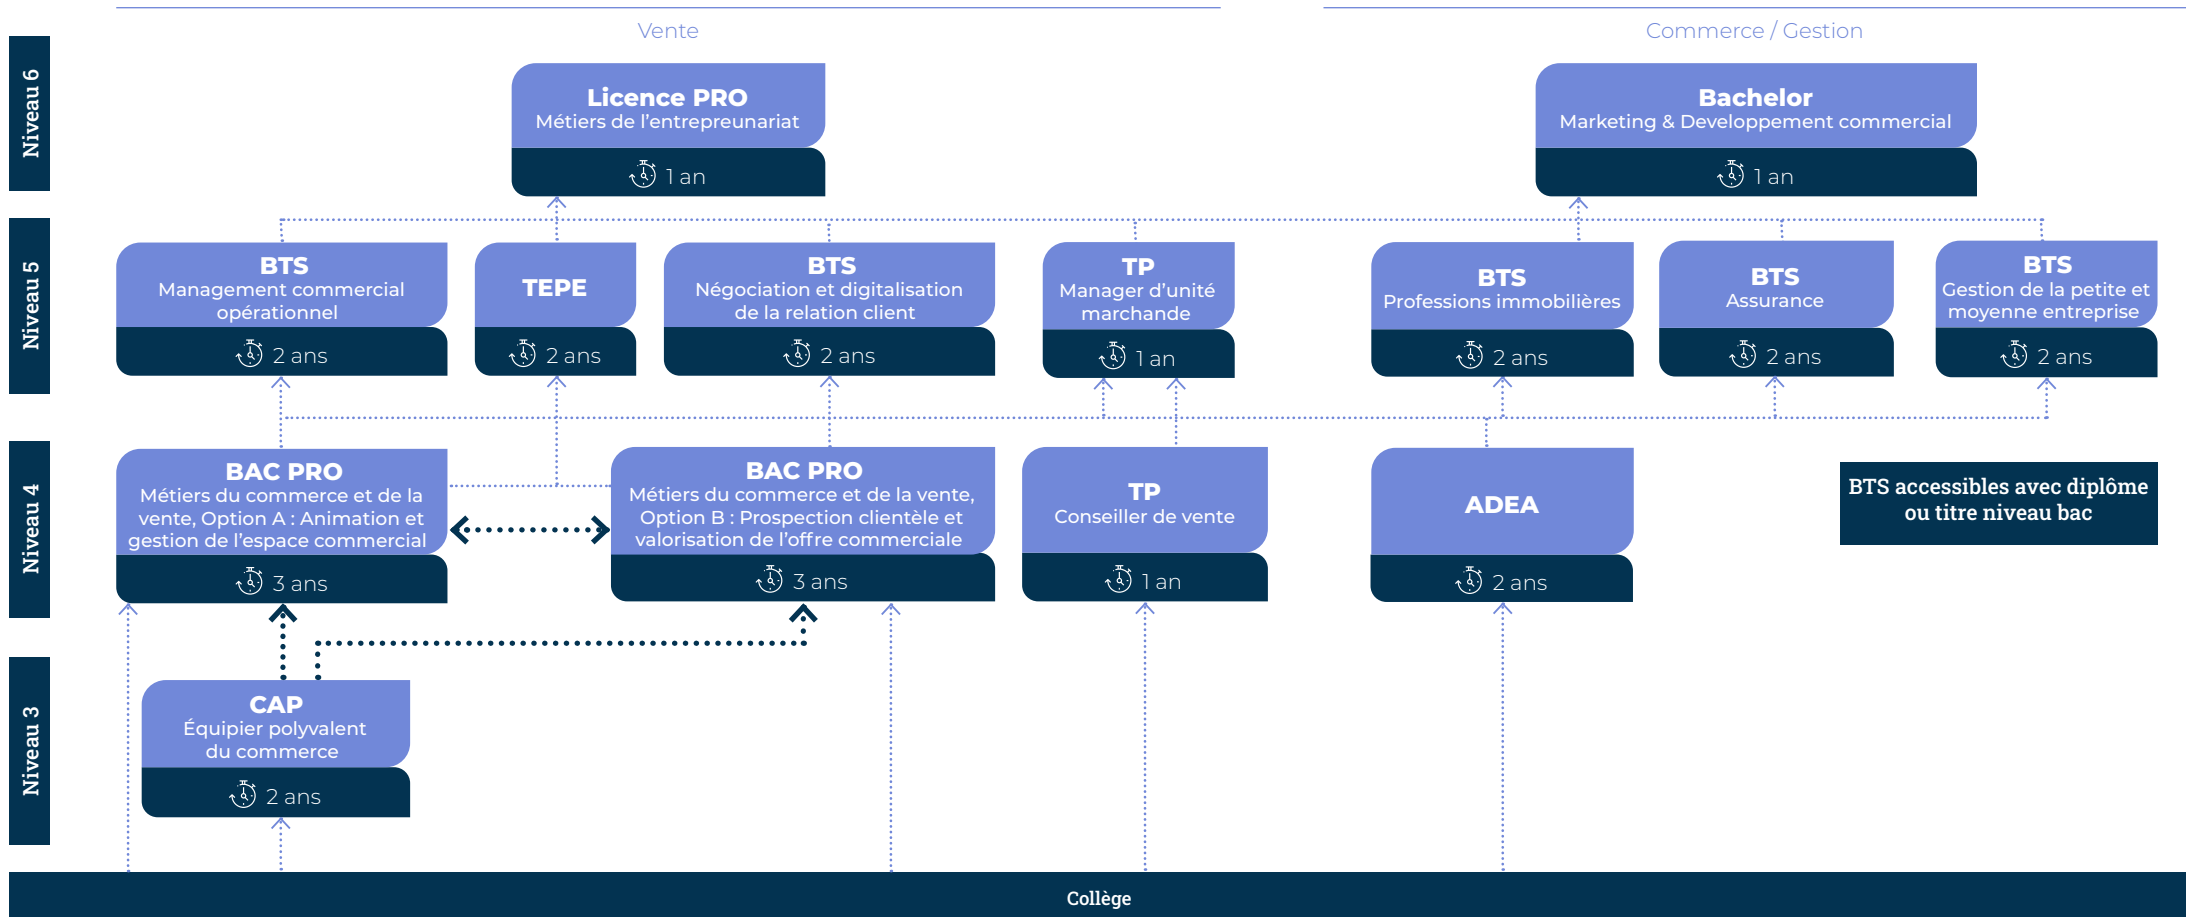 Vente
Commerce / Gestion
Niveau 6
Licence PRO
Métiers de l'entrepreunariat
1 an
Bachelor
Marketing & Developpement commercial
1 an
Niveau 5
BTS
Management commercial
opérationnel
2 ans
TEPE
2 ans
BTS
Négociation et digitalisation
de la relation client
2 ans
TP
Manager d'unité
marchande
1 an
BTS
Professions immobilières
2 ans
BTS
Assurance
2 ans
BTS
Gestion de la petite et
moyenne entreprise
2 ans
Niveau 4
BAC PRO
Métiers du commerce et de la
vente, Option A : Animation et
gestion de l'espace commercial
3 ans
BAC PRO
Métiers du commerce et de la vente,
Option B : Prospection clientèle et
valorisation de l'offre commerciale
3 ans
TP
Conseiller de vente
1 an
ADEA
2 ans
BTS accessibles avec diplôme
ou titre niveau bac
Niveau 3
CAP
Équipier polyvalent
du commerce
2 ans
Collège